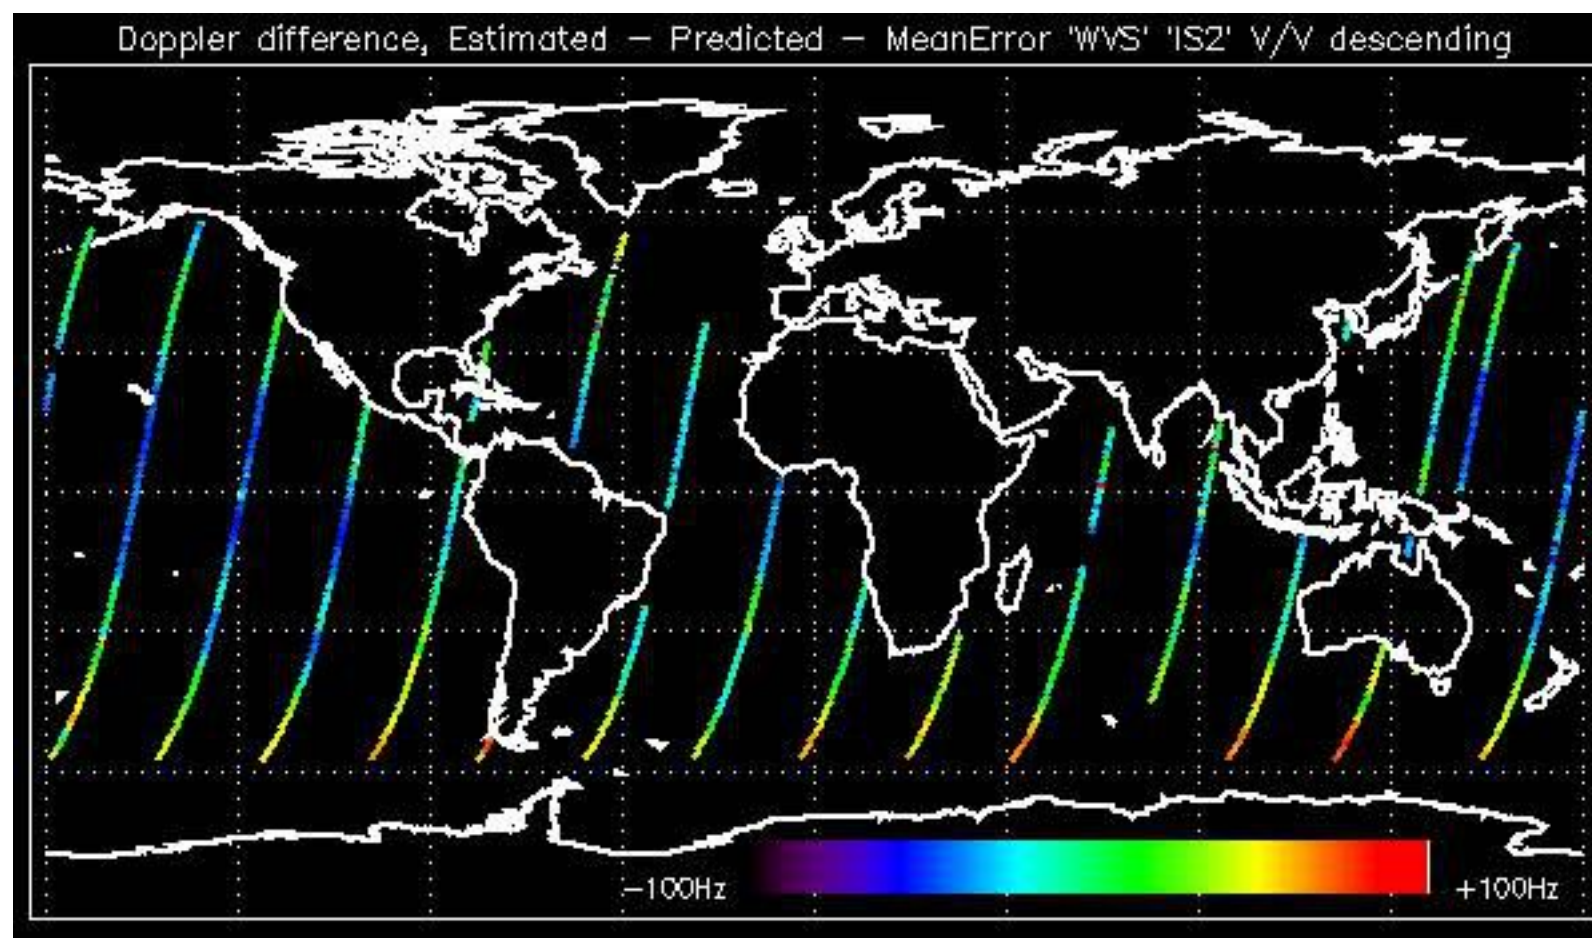 Doppler difference, Estimated – Predicted – MeanError 'WVS' 'IS2' V/V descending
−100Hz
+100Hz